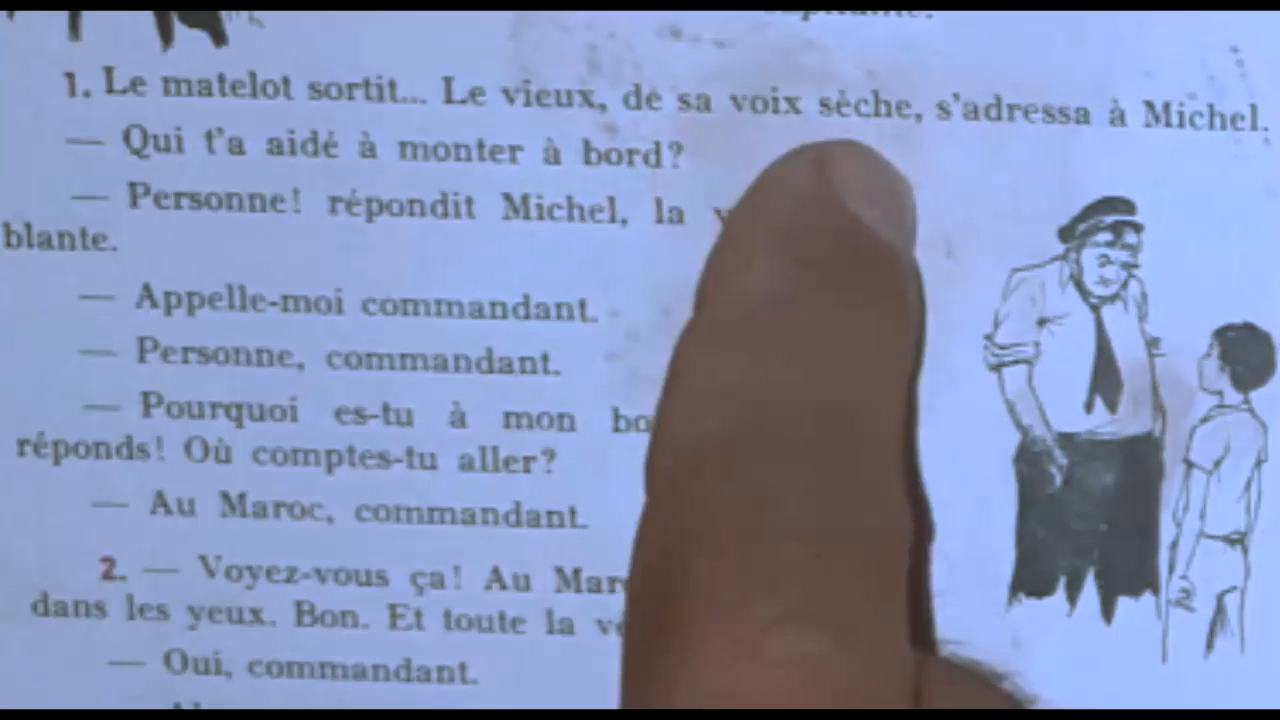 1. Le matelot sortit... Le vieux, de sa voix sèche, s'adressa à Michel.
— Qui t'a aidé à monter à bord?
— Personne! répondit Michel, la
blante.
— Appelle-moi commandant.
— Personne, commandant.
— Pourquoi es-tu à mon
réponds! Où comptes-tu aller?
— Au Maroc, commandant.
2. — Voyez-vous ça! Au
dans les yeux. Bon. Et toute la
— Oui, commandant.